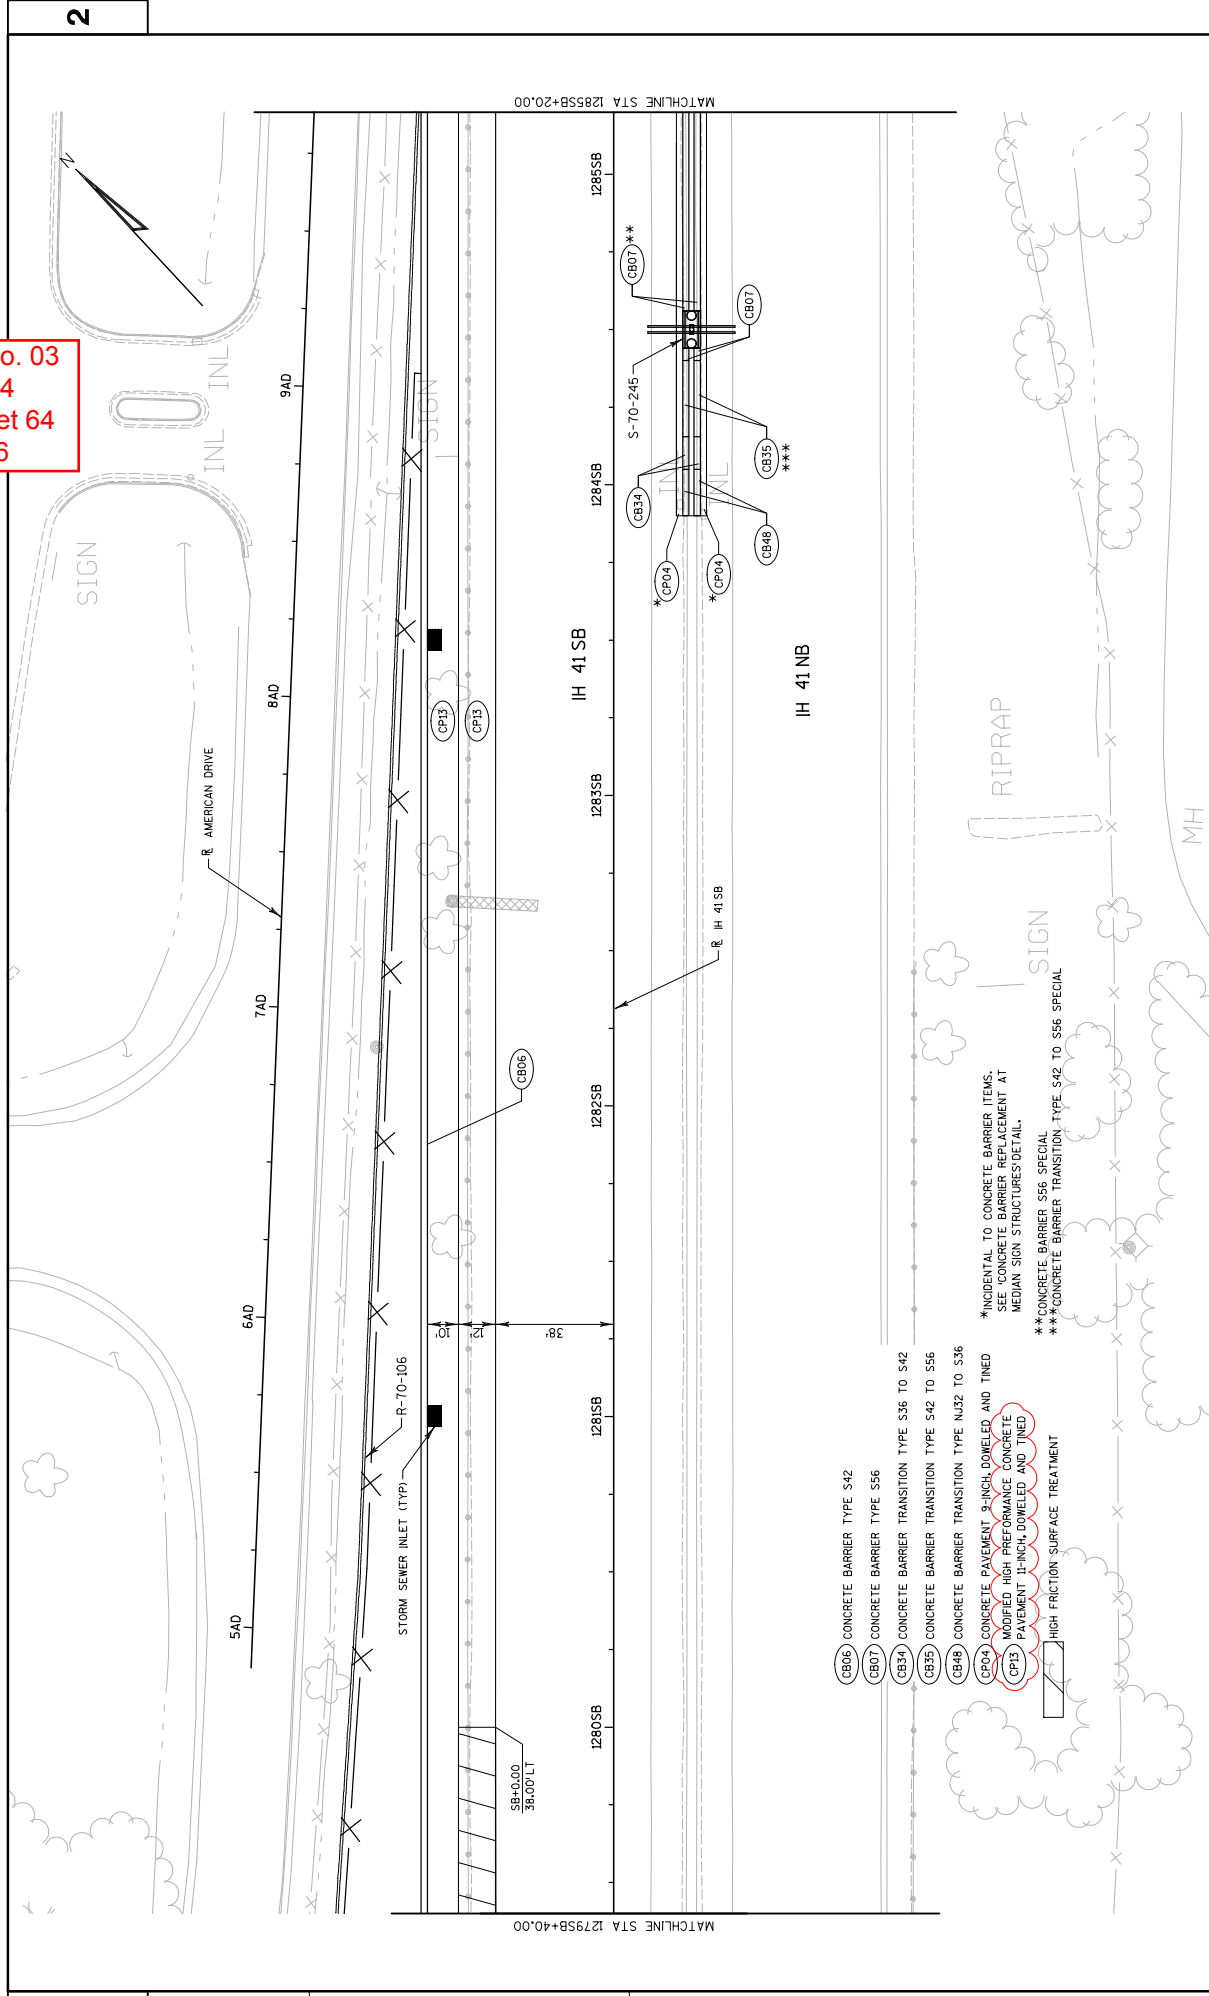 2
o. 03
4
et 64
6
MATCHLINE STA 1285SB+20.00
N
SIGN
INL
INL
SIGN
5AD
6AD
7AD
8AD
9AD
AMERICAN DRIVE
R-70-106
STORM SEWER INLET (TYP)
CP13
CP13
CB06
10'
12'
38'
SB+0.00
38.00'LT
1280SB
1281SB
1282SB
1283SB
1284SB
1285SB
IH 41 SB
IH 41 SB
IH 41 NB
S-70-245
CB07 **
CB07
CB34
CB35
***
CB48
* CP04
* CP04
INL
INL
RIPRAP
SIGN
MH
CB06 CONCRETE BARRIER TYPE S42
CB07 CONCRETE BARRIER TYPE S56
CB34 CONCRETE BARRIER TRANSITION TYPE S36 TO S42
CB35 CONCRETE BARRIER TRANSITION TYPE S42 TO S56
CB48 CONCRETE BARRIER TRANSITION TYPE NJ32 TO S36
CP04 CONCRETE PAVEMENT 9-INCH, DOWELED AND TINED
CP13 MODIFIED HIGH PREFORMANCE CONCRETE
PAVEMENT 11-INCH, DOWELED AND TINED
HIGH FRICTION SURFACE TREATMENT
*INCIDENTAL TO CONCRETE BARRIER ITEMS.
SEE 'CONCRETE BARRIER REPLACEMENT AT
MEDIAN SIGN STRUCTURES' DETAIL.
**CONCRETE BARRIER S56 SPECIAL
***CONCRETE BARRIER TRANSITION TYPE S42 TO S56 SPECIAL
MATCHLINE STA 1279SB+40.00